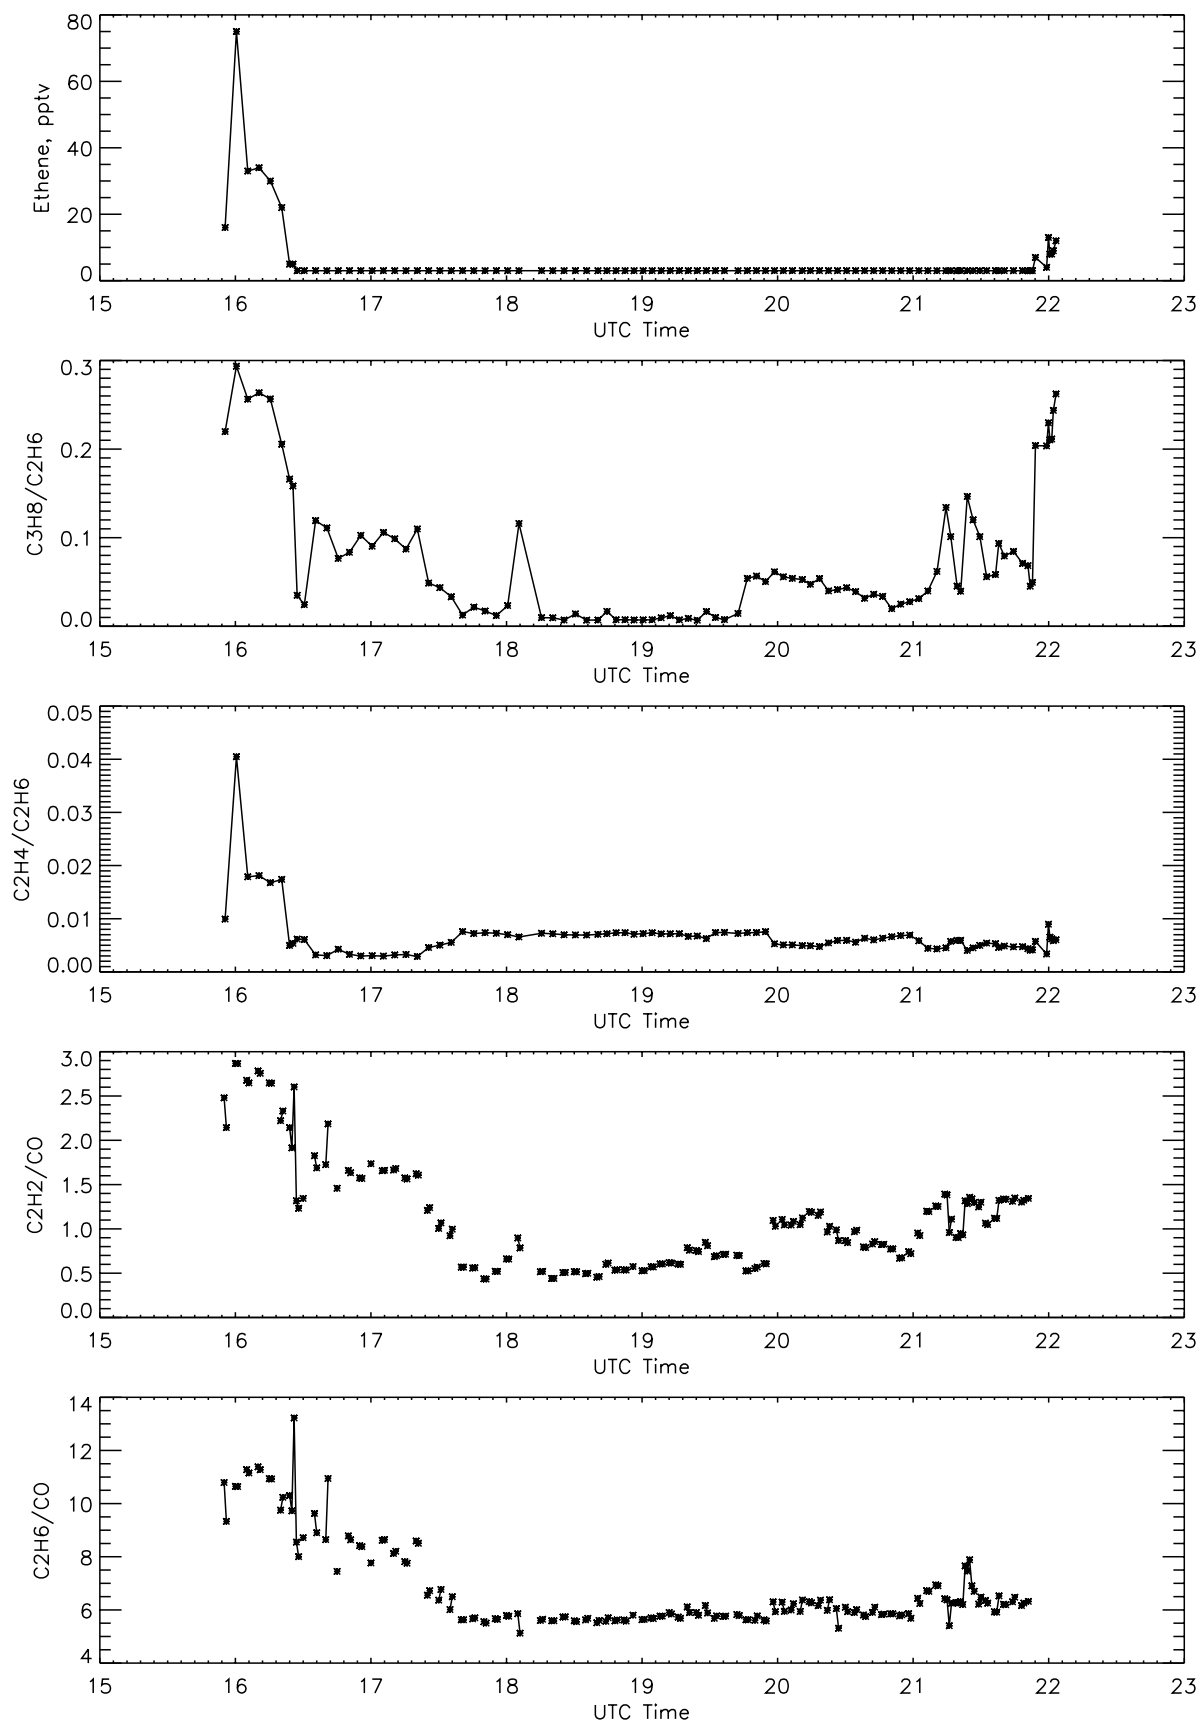 80
60
40
20
0
Ethene, pptv
15 16 17 18 19 20 21 22 23
UTC Time
0.3
0.2
0.1
0.0
C3H8/C2H6
15 16 17 18 19 20 21 22 23
UTC Time
0.05
0.04
0.03
0.02
0.01
0.00
C2H4/C2H6
15 16 17 18 19 20 21 22 23
UTC Time
3.0
2.5
2.0
1.5
1.0
0.5
0.0
C2H2/CO
15 16 17 18 19 20 21 22 23
UTC Time
14
12
10
8
6
4
C2H6/CO
15 16 17 18 19 20 21 22 23
UTC Time